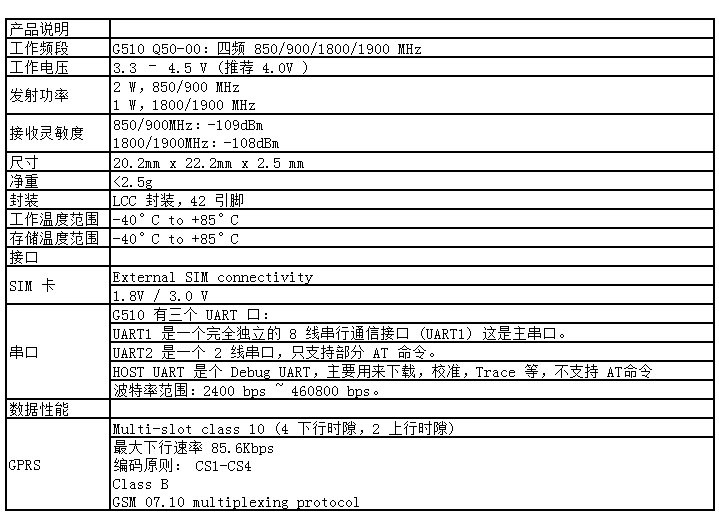 产品说明
工作频段 G510 Q50-00：四频 850/900/1800/1900 MHz
工作电压 3.3 – 4.5 V (推荐 4.0V )
发射功率 2 W，850/900 MHz
1 W，1800/1900 MHz
接收灵敏度 850/900MHz：-109dBm
1800/1900MHz：-108dBm
尺寸 20.2mm x 22.2mm x 2.5 mm
净重 <2.5g
封装 LCC 封装，42 引脚
工作温度范围 -40°C to +85°C
存储温度范围 -40°C to +85°C
接口
SIM 卡 External SIM connectivity
1.8V / 3.0 V
串口 G510 有三个 UART 口：
UART1 是一个完全独立的 8 线串行通信接口 (UART1) 这是主串口。
UART2 是一个 2 线串口，只支持部分 AT 命令。
HOST UART 是个 Debug UART，主要用来下载，校准，Trace 等，不支持 AT命令
波特率范围：2400 bps ~ 460800 bps。
数据性能
GPRS Multi-slot class 10 (4 下行时隙，2 上行时隙)
最大下行速率 85.6Kbps
编码原则： CS1-CS4
Class B
GSM 07.10 multiplexing protocol